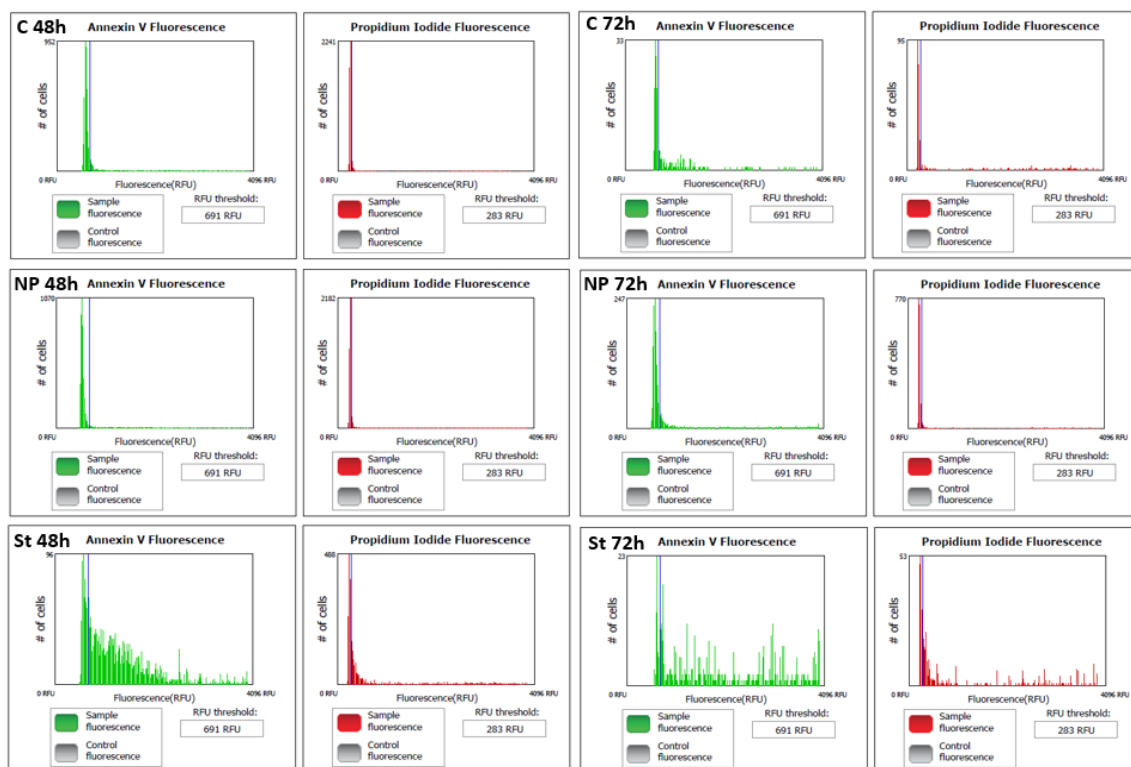 C 48h
Annexin V Fluorescence
952
# of cells
0 RFU
Fluorescence(RFU)
4096 RFU
Sample fluorescence
Control fluorescence
RFU threshold:
691 RFU
Propidium Iodide Fluorescence
2241
# of cells
0 RFU
Fluorescence(RFU)
4096 RFU
Sample fluorescence
Control fluorescence
RFU threshold:
283 RFU
C 72h
Annexin V Fluorescence
33
# of cells
0 RFU
Fluorescence(RFU)
4096 RFU
Sample fluorescence
Control fluorescence
RFU threshold:
691 RFU
Propidium Iodide Fluorescence
95
# of cells
0 RFU
Fluorescence(RFU)
4096 RFU
Sample fluorescence
Control fluorescence
RFU threshold:
283 RFU
NP 48h
Annexin V Fluorescence
1070
# of cells
0 RFU
Fluorescence(RFU)
4096 RFU
Sample fluorescence
Control fluorescence
RFU threshold:
691 RFU
Propidium Iodide Fluorescence
2182
# of cells
0 RFU
Fluorescence(RFU)
4096 RFU
Sample fluorescence
Control fluorescence
RFU threshold:
283 RFU
NP 72h
Annexin V Fluorescence
247
# of cells
0 RFU
Fluorescence(RFU)
4096 RFU
Sample fluorescence
Control fluorescence
RFU threshold:
691 RFU
Propidium Iodide Fluorescence
770
# of cells
0 RFU
Fluorescence(RFU)
4096 RFU
Sample fluorescence
Control fluorescence
RFU threshold:
283 RFU
St 48h
Annexin V Fluorescence
96
# of cells
0 RFU
Fluorescence(RFU)
4096 RFU
Sample fluorescence
Control fluorescence
RFU threshold:
691 RFU
Propidium Iodide Fluorescence
488
# of cells
0 RFU
Fluorescence(RFU)
4096 RFU
Sample fluorescence
Control fluorescence
RFU threshold:
283 RFU
St 72h
Annexin V Fluorescence
23
# of cells
0 RFU
Fluorescence(RFU)
4096 RFU
Sample fluorescence
Control fluorescence
RFU threshold:
691 RFU
Propidium Iodide Fluorescence
53
# of cells
0 RFU
Fluorescence(RFU)
4096 RFU
Sample fluorescence
Control fluorescence
RFU threshold:
283 RFU